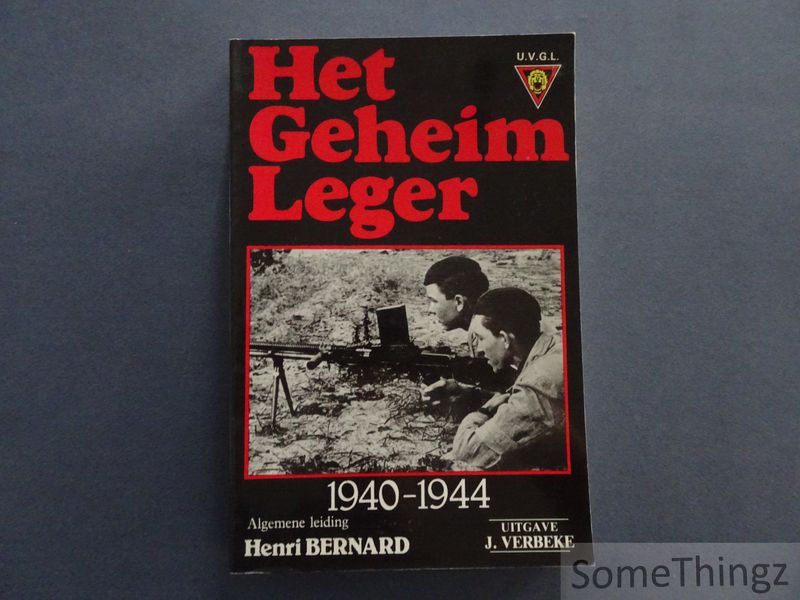 Het
Geheim
Leger
U.V.G.L.
1940-1944
Algemene leiding
Henri BERNARD
UITGAVE
J. VERBEKE
SomeThingz